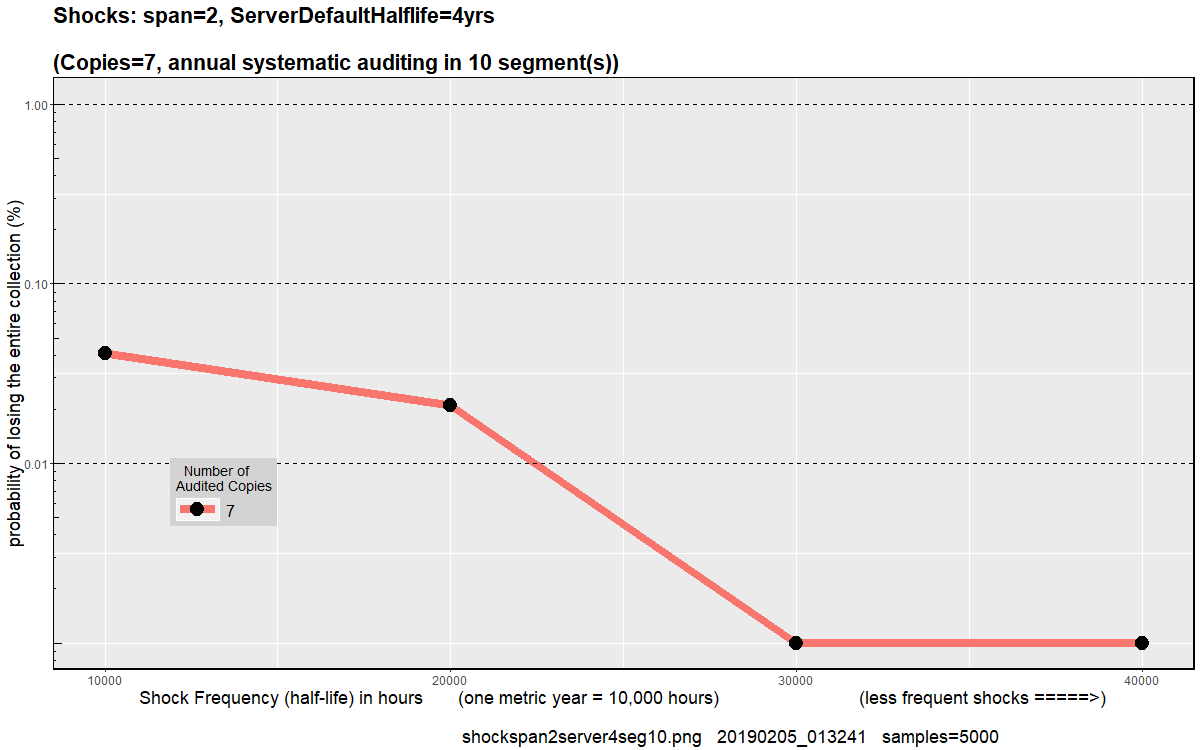 Shocks: span=2, ServerDefaultHalflife=4yrs
(Copies=7, annual systematic auditing in 10 segment(s))
probability of losing the entire collection (%)
1.00
0.10
0.01
Number of
Audited Copies
7
10000 20000 30000 40000
Shock Frequency (half-life) in hours (one metric year = 10,000 hours) (less frequent shocks =====>)
shockspan2server4seg10.png 20190205_013241 samples=5000